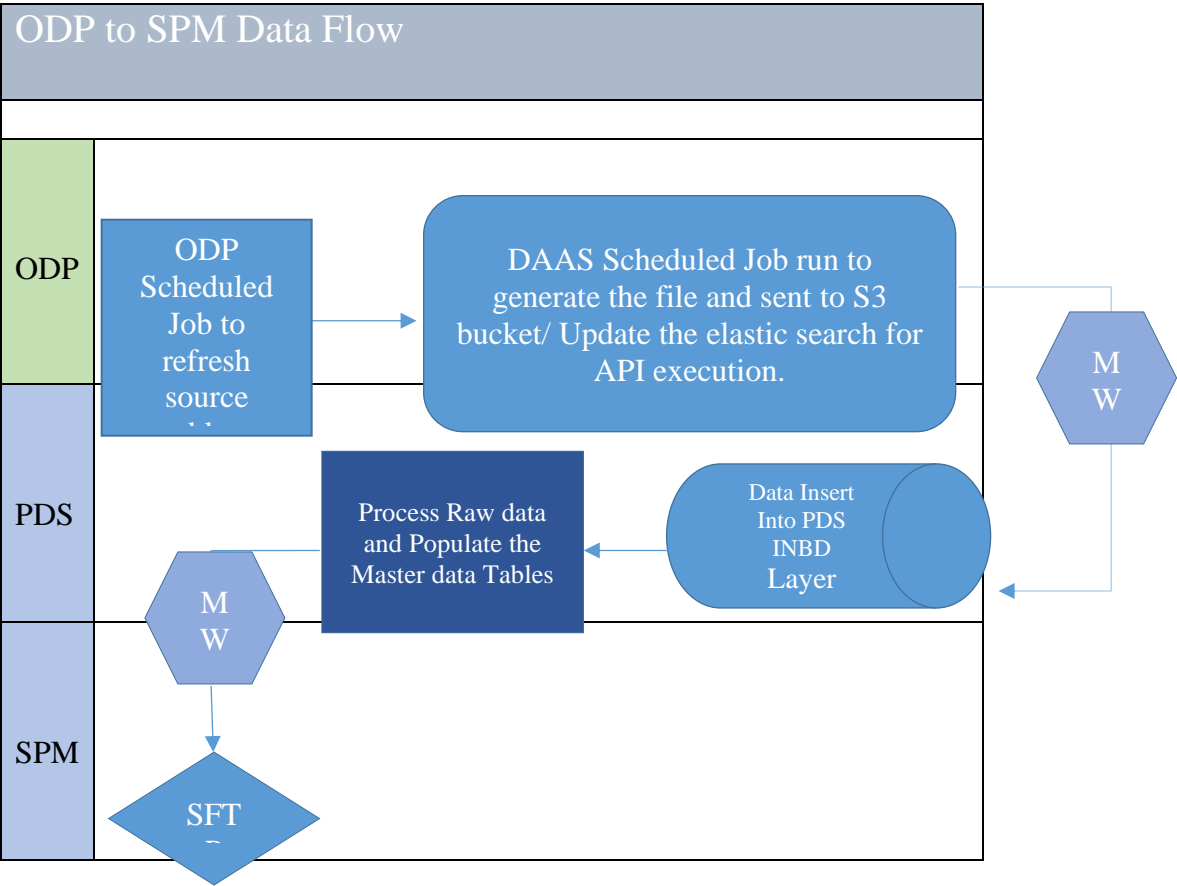 ODP to SPM Data Flow
ODP
ODP
Scheduled
Job to
refresh
source
DAAS Scheduled Job run to
generate the file and sent to S3
bucket/ Update the elastic search for
API execution.
M
W
PDS
Process Raw data
and Populate the
Master data Tables
Data Insert
Into PDS
INBD
Layer
M
W
SPM
SFT